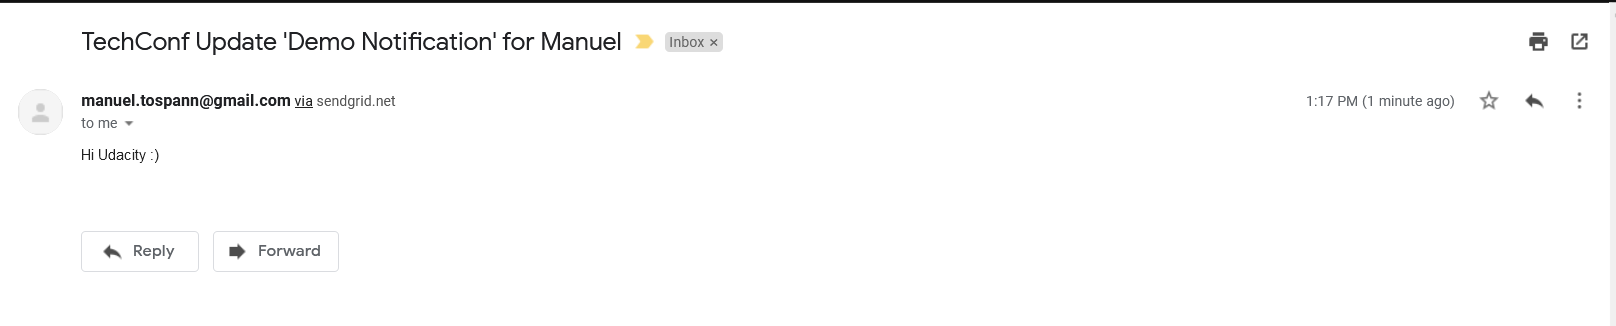 TechConf Update 'Demo Notification' for Manuel Inbox ×
manuel.tospann@gmail.com via sendgrid.net 1:17 PM (1 minute ago)
to me
Hi Udacity :)
Reply Forward